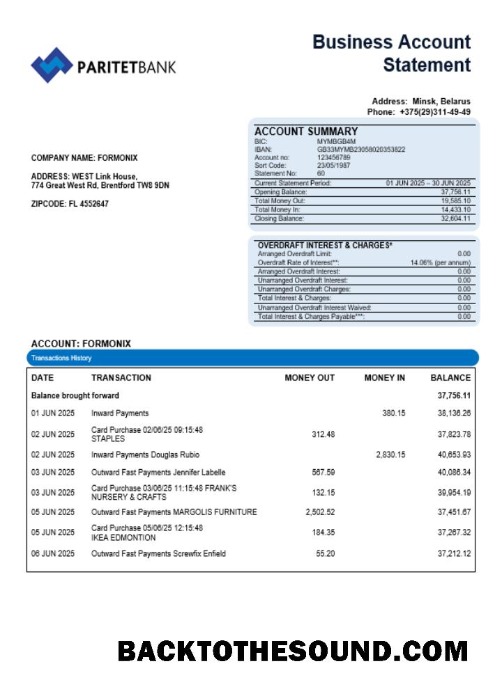 Business Account
Statement
PARITETBANK
Address: Minsk, Belarus
Phone: +375(29)311-49-49
ACCOUNT SUMMARY
BIC: MYMBGB4M
IBAN: GB33MYMB23058020353822
Account no: 123456789
Sort Code: 23/05/1987
Statement No: 60
Current Statement Period: 01 JUN 2025 – 30 JUN 2025
Opening Balance: 37,756.11
Total Money Out: 19,585.10
Total Money In: 14,433.10
Closing Balance: 32,604.11
COMPANY NAME: FORMONIX
ADDRESS: WEST Link House,
774 Great West Rd, Brentford TW8 9DN
ZIPCODE: FL 4552647
OVERDRAFT INTEREST & CHARGES*
Arranged Overdraft Limit: 0.00
Overdraft Rate of Interest**: 14.06% (per annum)
Arranged Overdraft Interest: 0.00
Unarranged Overdraft Interest: 0.00
Unarranged Overdraft Charges: 0.00
Total Interest & Charges: 0.00
Unarranged Overdraft Interest Waived: 0.00
Total Interest & Charges Payable***: 0.00
ACCOUNT: FORMONIX
Transactions History
DATE TRANSACTION MONEY OUT MONEY IN BALANCE
Balance brought forward 37,756.11
01 JUN 2025 Inward Payments 380.15 38,136.26
02 JUN 2025 Card Purchase 02/06/25 09:15:48 STAPLES 312.48 37,823.78
02 JUN 2025 Inward Payments Douglas Rubio 2,830.15 40,653.93
03 JUN 2025 Outward Fast Payments Jennifer Labelle 567.59 40,086.34
03 JUN 2025 Card Purchase 03/06/25 11:15:48 FRANK'S NURSERY & CRAFTS 132.15 39,954.19
05 JUN 2025 Outward Fast Payments MARGOLIS FURNITURE 2,502.52 37,451.67
05 JUN 2025 Card Purchase 05/06/25 12:15:48 IKEA EDMONTION 184.35 37,267.32
06 JUN 2025 Outward Fast Payments Screwfix Enfield 55.20 37,212.12
BACKTOTHESOUND.COM